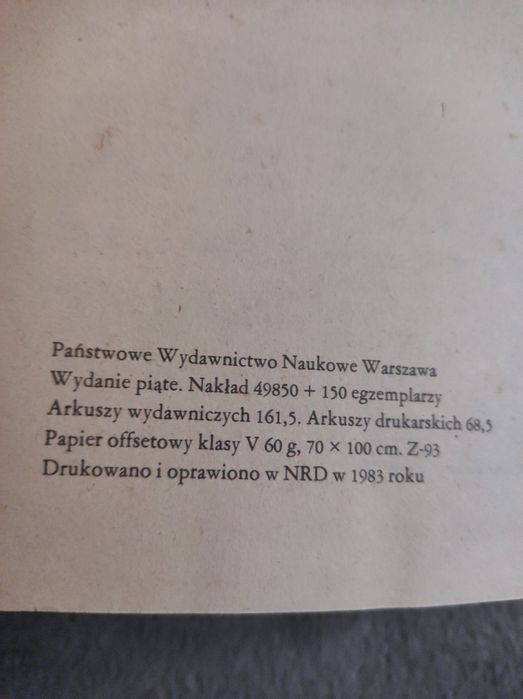 Państwowe Wydawnictwo Naukowe Warszawa
Wydanie piąte. Nakład 49850 + 150 egzemplarzy
Arkuszy wydawniczych 161,5. Arkuszy drukarskich 68,5
Papier offsetowy klasy V 60 g, 70 × 100 cm. Z-93
Drukowano i oprawiono w NRD w 1983 roku